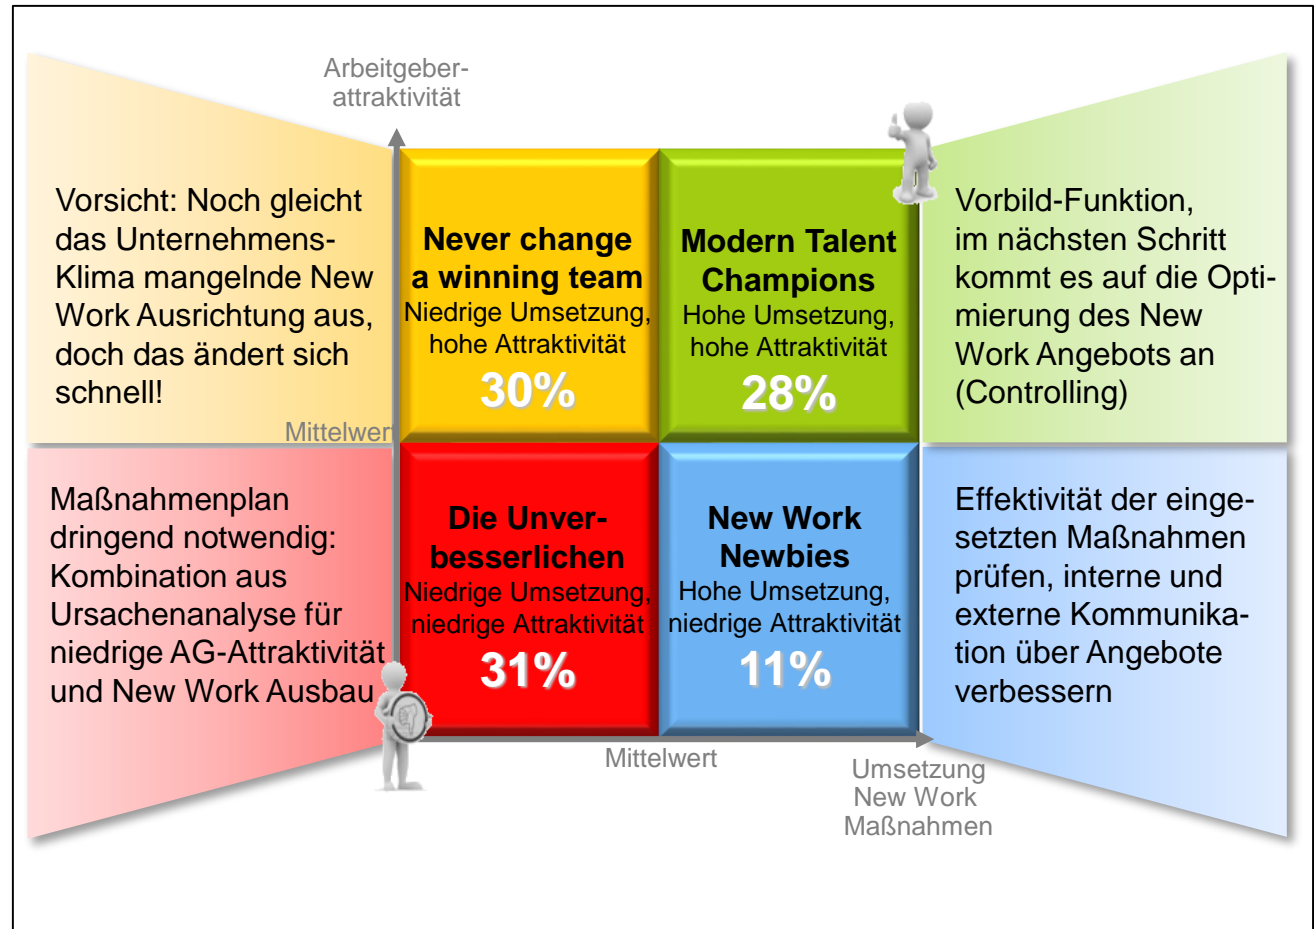 Arbeitgeber-
attraktivität
Vorsicht: Noch gleicht
das Unternehmens-
Klima mangelnde New
Work Ausrichtung aus,
doch das ändert sich
schnell!
Never change
a winning team
Niedrige Umsetzung,
hohe Attraktivität
30%
Modern Talent
Champions
Hohe Umsetzung,
hohe Attraktivität
28%
Vorbild-Funktion,
im nächsten Schritt
kommt es auf die Opti-
mierung des New
Work Angebots an
(Controlling)
Mittelwert
Maßnahmenplan
dringend notwendig:
Kombination aus
Ursachenanalyse für
niedrige AG-Attraktivität
und New Work Ausbau
Die Unver-
besserlichen
Niedrige Umsetzung,
niedrige Attraktivität
31%
New Work
Newbies
Hohe Umsetzung,
niedrige Attraktivität
11%
Effektivität der einge-
setzten Maßnahmen
prüfen, interne und
externe Kommunika-
tion über Angebote
verbessern
Mittelwert
Umsetzung
New Work
Maßnahmen